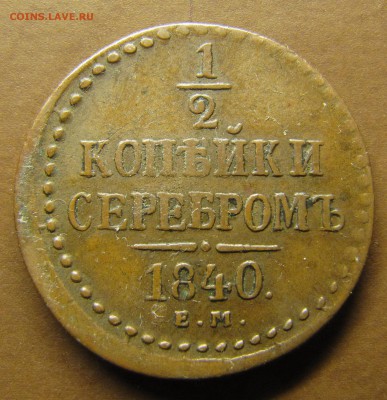 COINS.LAVE.RU
1
2
КОПѢЙКИ
СЕРЕБРОМЪ
1840.
Е.М.